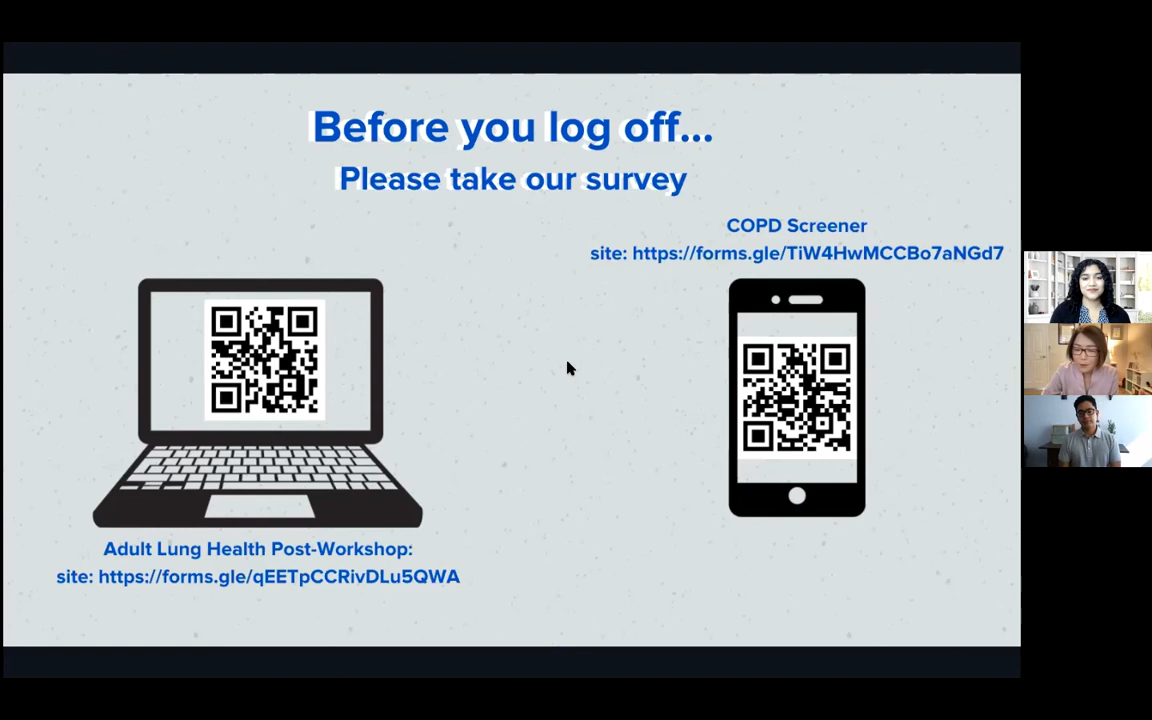 Before you log off...
Please take our survey
COPD Screener
site: https://forms.gle/TiW4HwMCCBo7aNGd7
Adult Lung Health Post-Workshop:
site: https://forms.gle/qEETpCCRivDLu5QWA